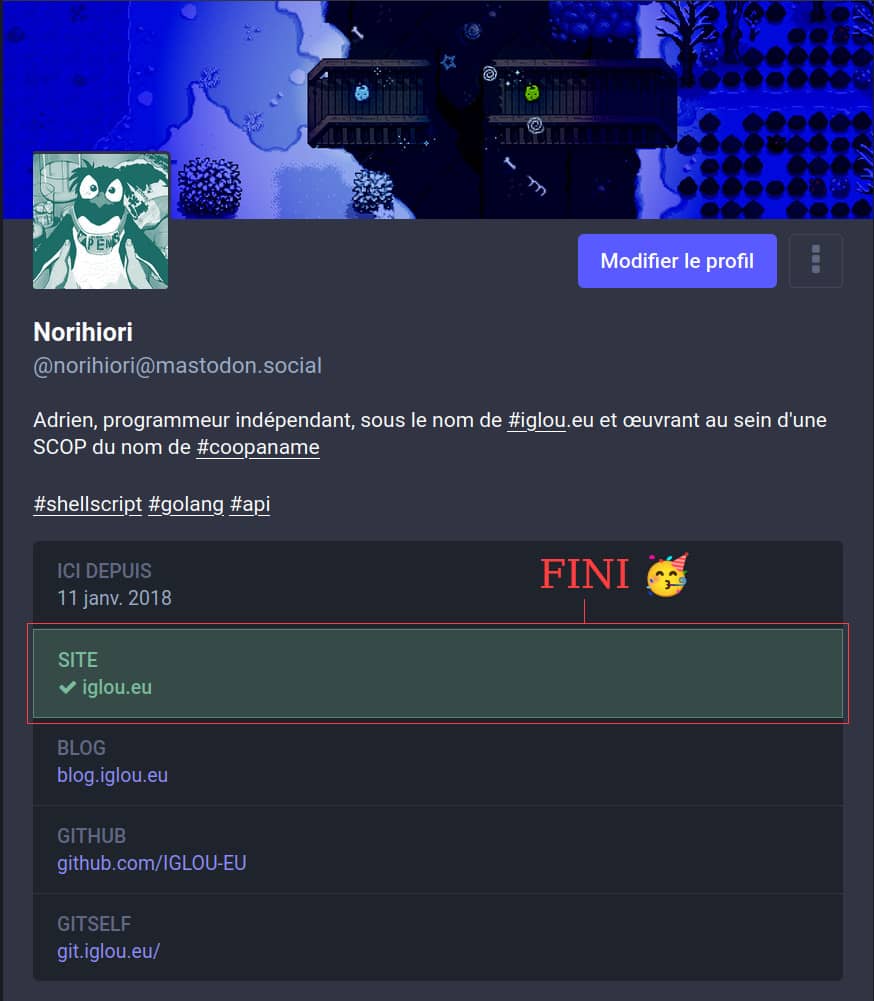 Modifier le profil
Norihiori
@norihiori@mastodon.social
Adrien, programmeur indépendant, sous le nom de #iglou.eu et œuvrant au sein d'une
SCOP du nom de #coopaname
#shellscript #golang #api
ICI DEPUIS
11 janv. 2018
FINI 🥳
SITE
✔ iglou.eu
BLOG
blog.iglou.eu
GITHUB
github.com/IGLOU-EU
GITSELF
git.iglou.eu/